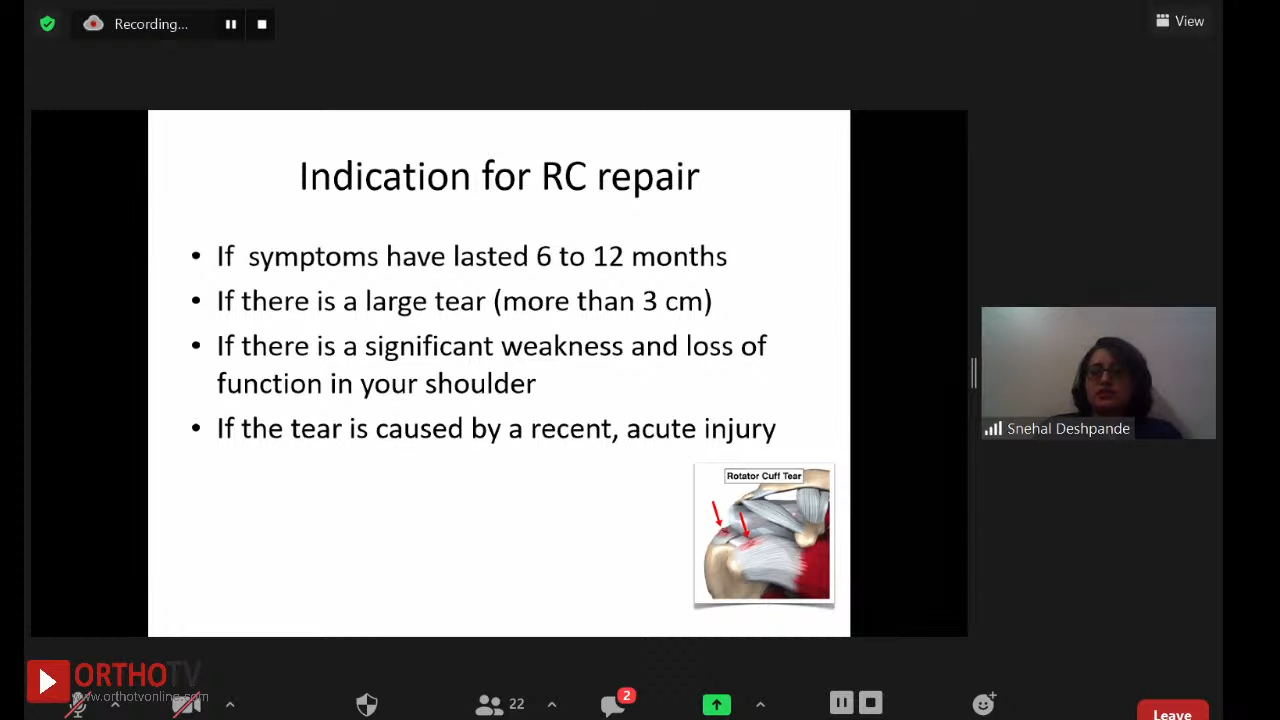 Recording...
View
Indication for RC repair
• If symptoms have lasted 6 to 12 months
• If there is a large tear (more than 3 cm)
• If there is a significant weakness and loss of
function in your shoulder
• If the tear is caused by a recent, acute injury
Rotator Cuff Tear
Snehal Deshpande
ORTHOTV
www.orthotvonline.com
22
2
Leave